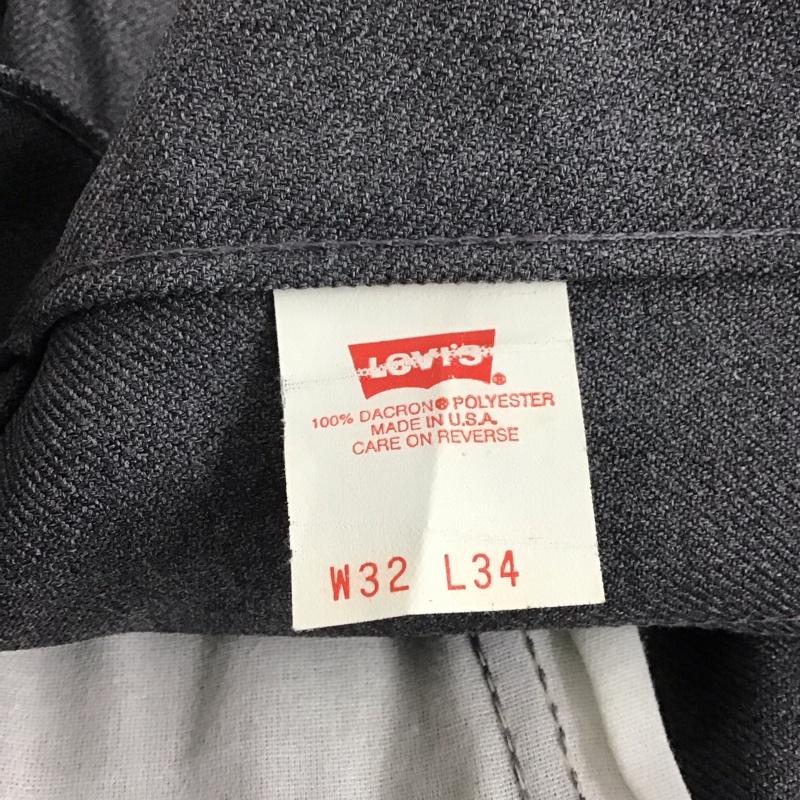 LEVI'S ®
100% DACRON® POLYESTER
MADE IN U.S.A.
CARE ON REVERSE
W32 L34